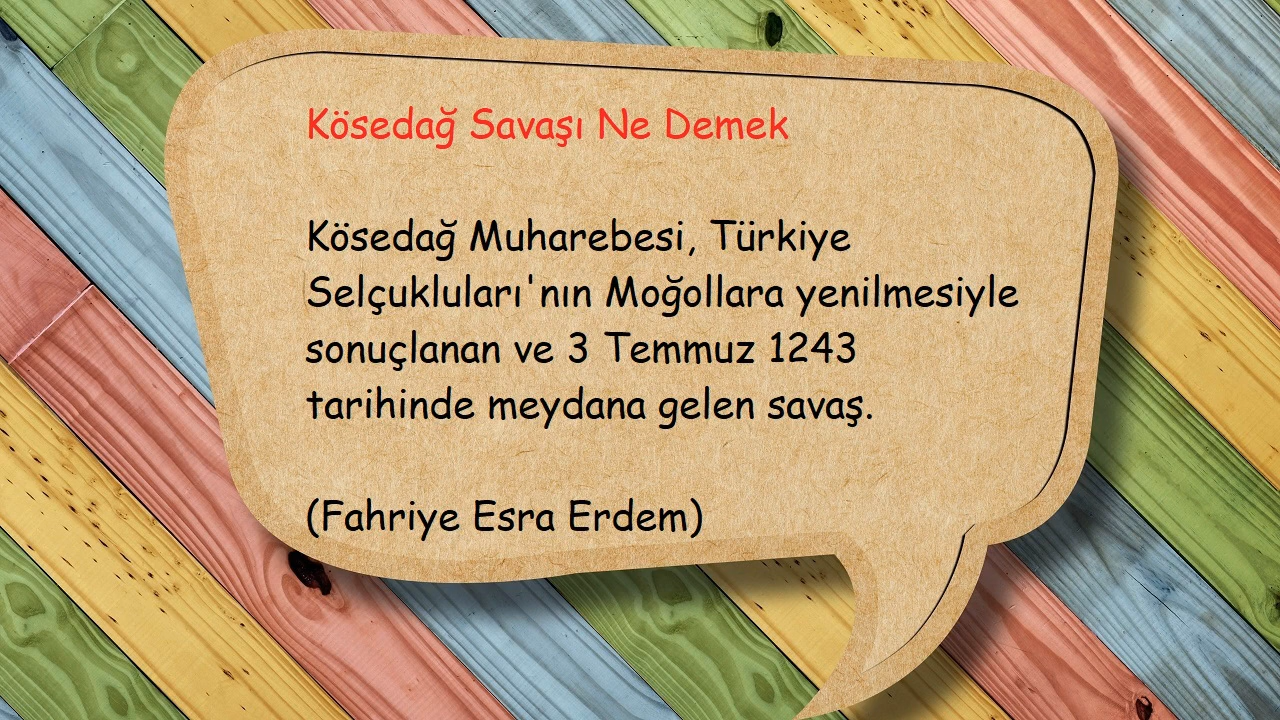 Kösedağ Savaşı Ne Demek
Kösedağ Muharebesi, Türkiye
Selçukluları'nın Moğollara yenilmesiyle
sonuçlanan ve 3 Temmuz 1243
tarihinde meydana gelen savaş.
(Fahriye Esra Erdem)